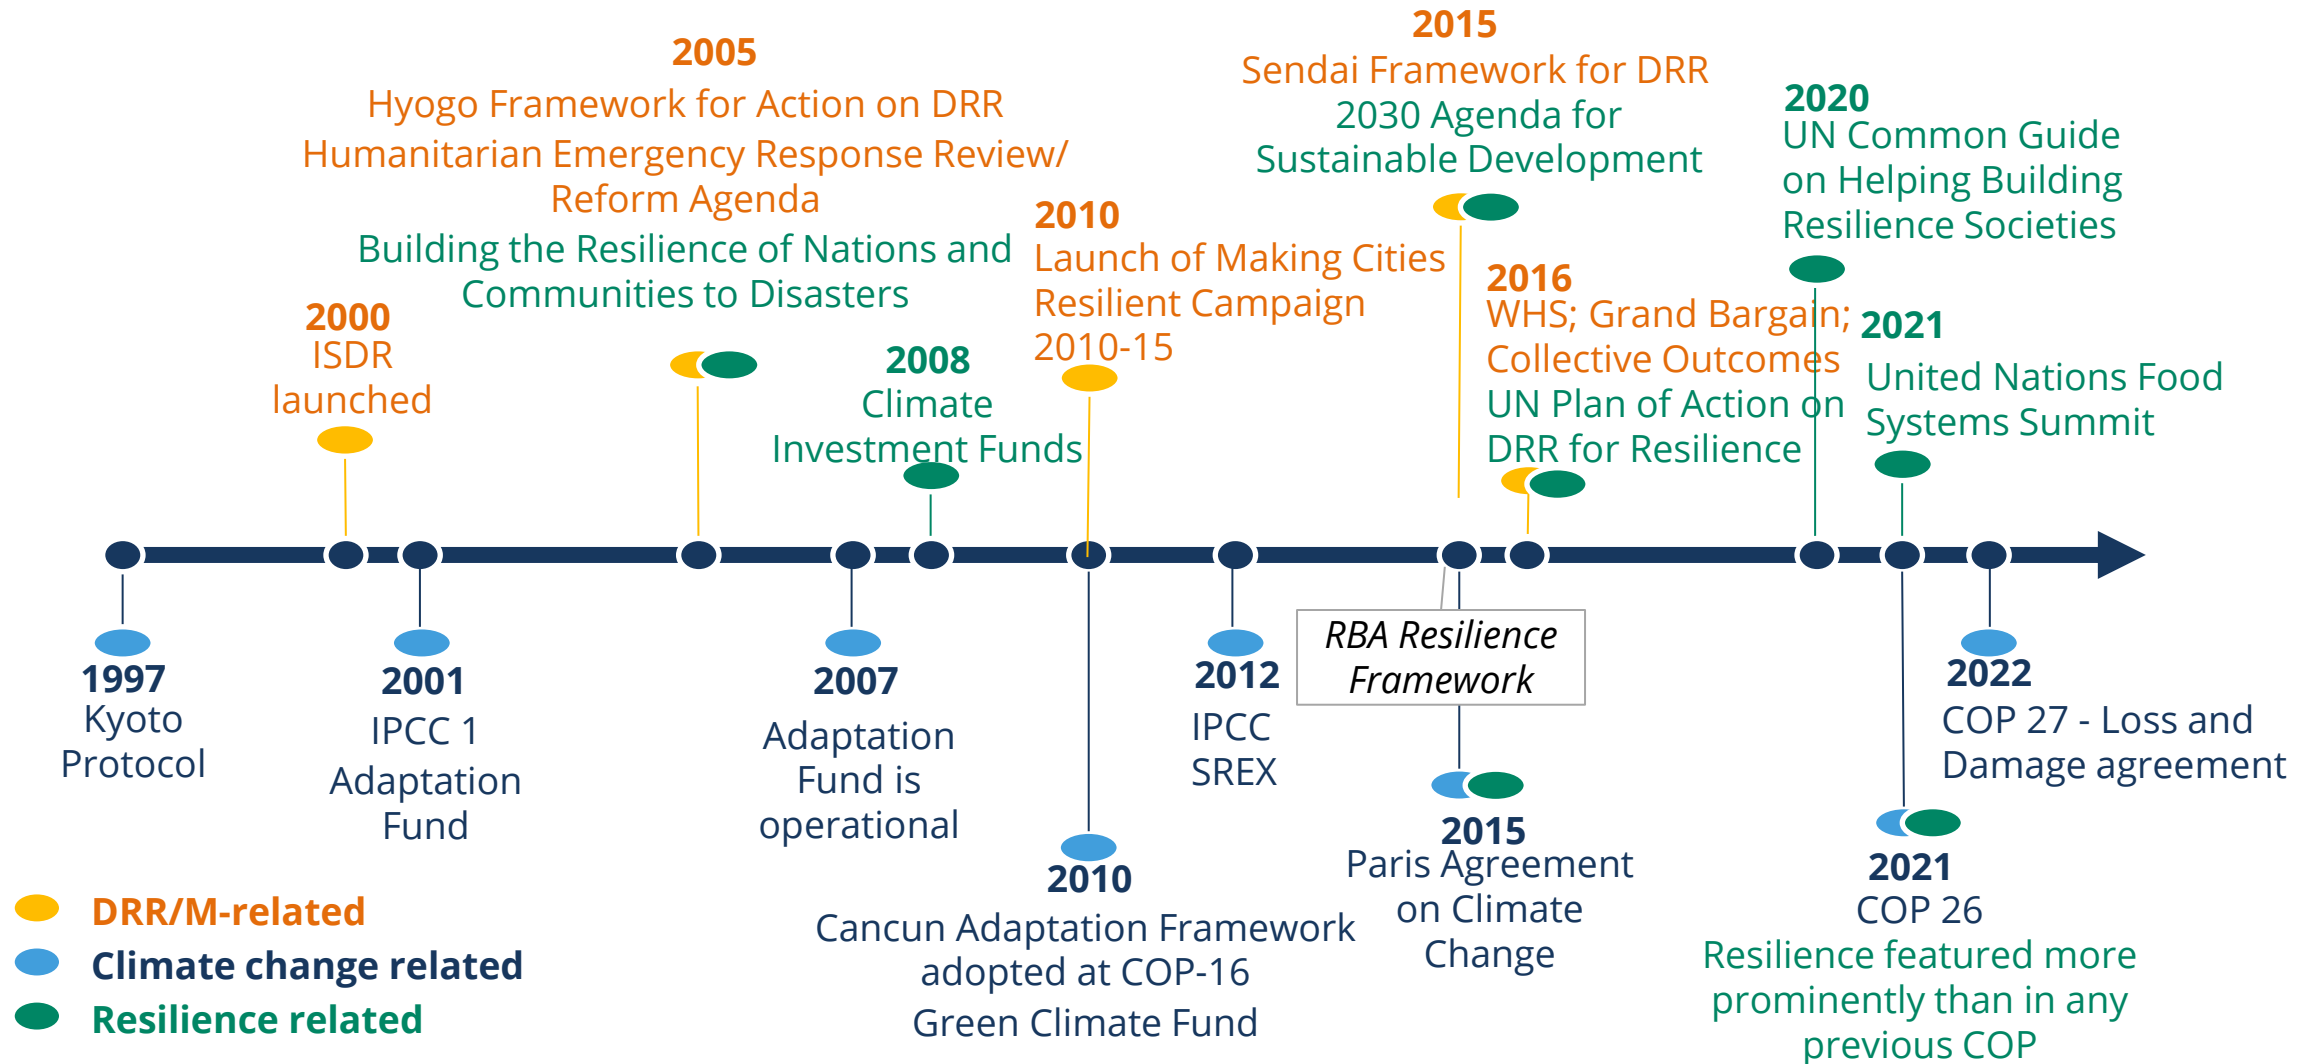 2005
Hyogo Framework for Action on DRR
Humanitarian Emergency Response Review/
Reform Agenda
Building the Resilience of Nations and
Communities to Disasters
2015
Sendai Framework for DRR
2030 Agenda for
Sustainable Development
2020
UN Common Guide
on Helping Building
Resilience Societies
2000
ISDR
launched
2008
Climate
Investment Funds
2010
Launch of Making Cities
Resilient Campaign
2010-15
2016
WHS; Grand Bargain;
Collective Outcomes
UN Plan of Action on
DRR for Resilience
2021
United Nations Food
Systems Summit
1997
Kyoto
Protocol
2001
IPCC 1
Adaptation
Fund
2007
Adaptation
Fund is
operational
2010
Cancun Adaptation Framework
adopted at COP-16
Green Climate Fund
2012
IPCC
SREX
RBA Resilience
Framework
2015
Paris Agreement
on Climate
Change
2021
COP 26
Resilience featured more
prominently than in any
previous COP
2022
COP 27 - Loss and
Damage agreement
DRR/M-related
Climate change related
Resilience related